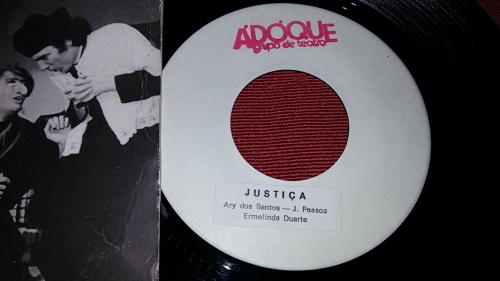 ÁDÓQUE
grupo de teatro
JUSTIÇA
Ary dos Santos — J. Pessoa
Ermelinda Duarte